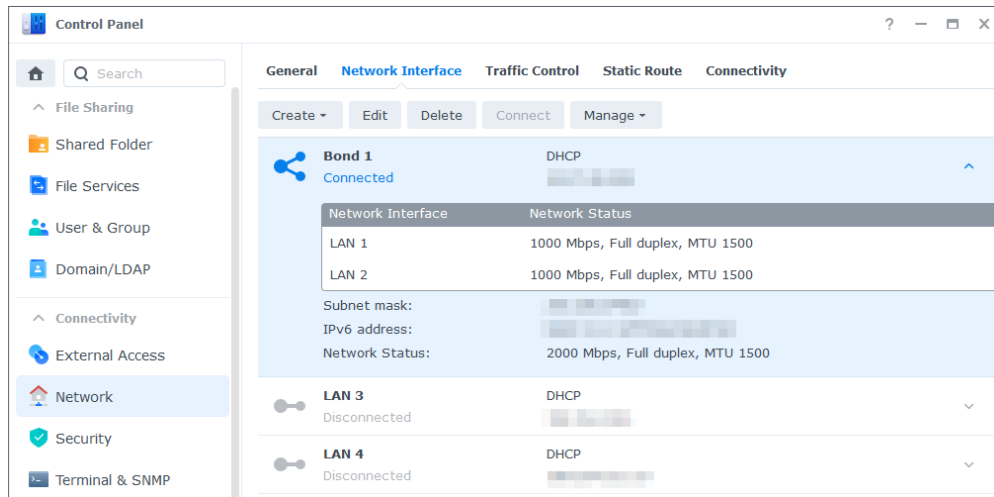 Control Panel
?
Search
General Network Interface Traffic Control Static Route Connectivity
File Sharing
Create Edit Delete Connect Manage
Shared Folder
Bond 1 DHCP
Connected
File Services
Network Interface Network Status
User & Group
LAN 1 1000 Mbps, Full duplex, MTU 1500
Domain/LDAP
LAN 2 1000 Mbps, Full duplex, MTU 1500
Subnet mask:
Connectivity
IPv6 address:
External Access
Network Status: 2000 Mbps, Full duplex, MTU 1500
Network
LAN 3 DHCP
Disconnected
Security
LAN 4 DHCP
Terminal & SNMP
Disconnected